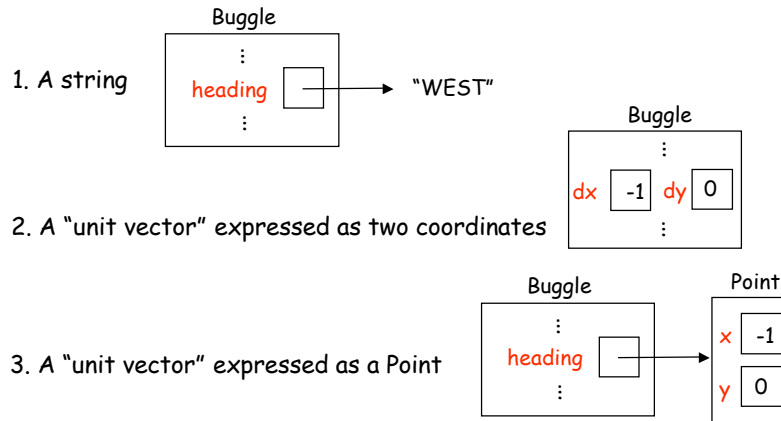 Buggle
⋮
1. A string
heading
“WEST”
⋮
Buggle
⋮
dx -1 dy 0
2. A “unit vector” expressed as two coordinates
⋮
Buggle
Point
⋮
x -1
heading
3. A “unit vector” expressed as a Point
y 0
⋮